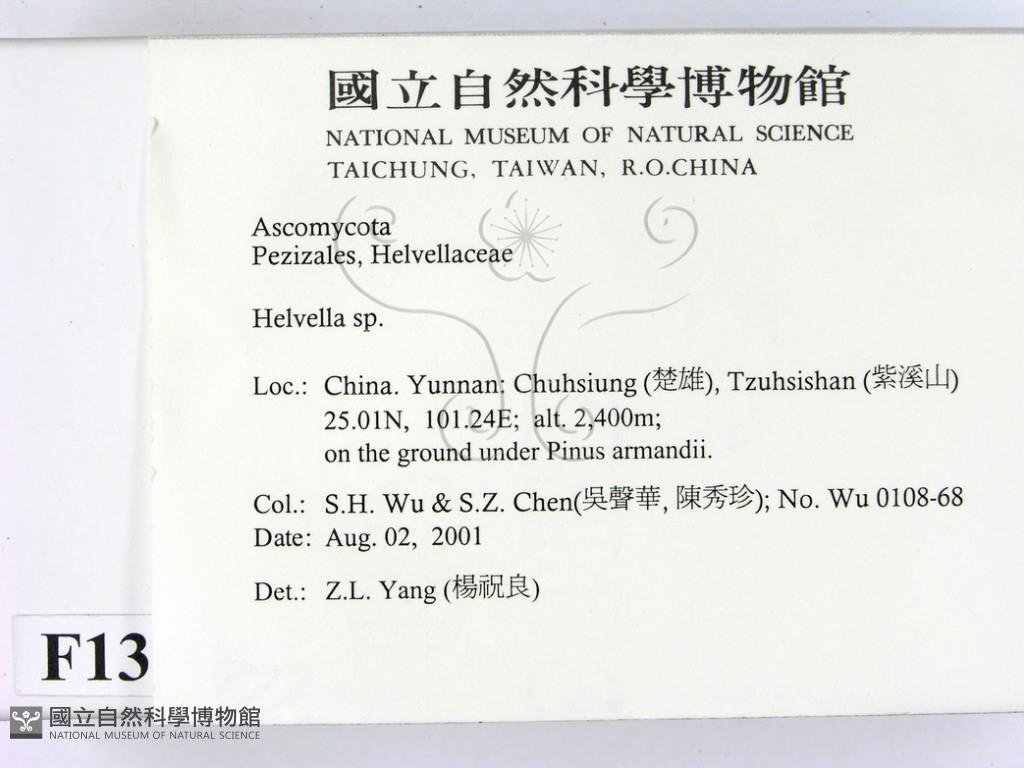 國立自然科學博物館
NATIONAL MUSEUM OF NATURAL SCIENCE
TAICHUNG, TAIWAN, R.O.CHINA
Ascomycota
Pezizales, Helvellaceae
Helvella sp.
Loc.: China. Yunnan: Chuhsiung (楚雄), Tzuhsishan (紫溪山)
25.01N, 101.24E; alt. 2,400m;
on the ground under Pinus armandii.
Col.: S.H. Wu & S.Z. Chen(吳聲華, 陳秀珍); No. Wu 0108-68
Date: Aug. 02, 2001
Det.: Z.L. Yang (楊祝良)
F13
國立自然科學博物館
NATIONAL MUSEUM OF NATURAL SCIENCE